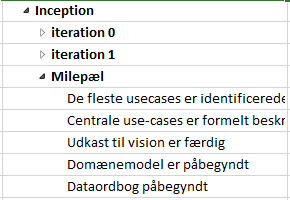 Inception
iteration 0
iteration 1
Milepæl
De fleste usecases er identificerede
Centrale use-cases er formelt beskr
Udkast til vision er færdig
Domænemodel er påbegyndt
Dataordbog påbegyndt